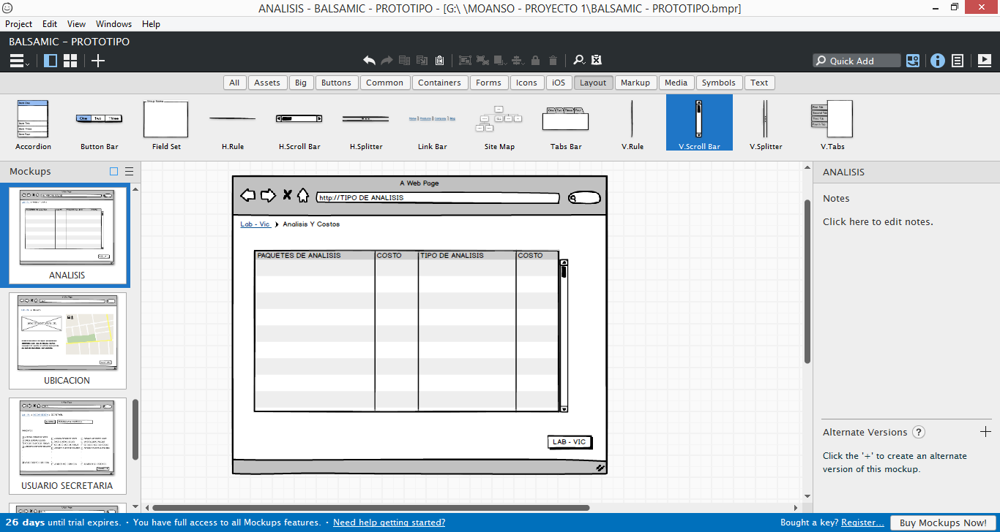 ANALISIS - BALSAMIC - PROTOTIPO - [G:\ \MOANSO - PROYECTO 1\BALSAMIC - PROTOTIPO.bmpr]
Project Edit View Windows Help
BALSAMIC - PROTOTIPO
Quick Add
All Assets Big Buttons Common Containers Forms Icons iOS Layout Markup Media Symbols Text
Accordion Button Bar Field Set H.Rule H.Scroll Bar H.Splitter Link Bar Site Map Tabs Bar V.Rule V.Scroll Bar V.Splitter V.Tabs
Mockups
ANALISIS
UBICACION
USUARIO SECRETARIA
A Web Page
http://TIPO DE ANALISIS
Lab - Vic Analisis Y Costos
PAQUETES DE ANALISIS COSTO TIPO DE ANALISIS COSTO
LAB - VIC
ANALISIS
Notes
Click here to edit notes.
Alternate Versions ?
Click the '+' to create an alternate
version of this mockup.
26 days until trial expires. · You have full access to all Mockups features. · Need help getting started?
Bought a key? Register... Buy Mockups Now!